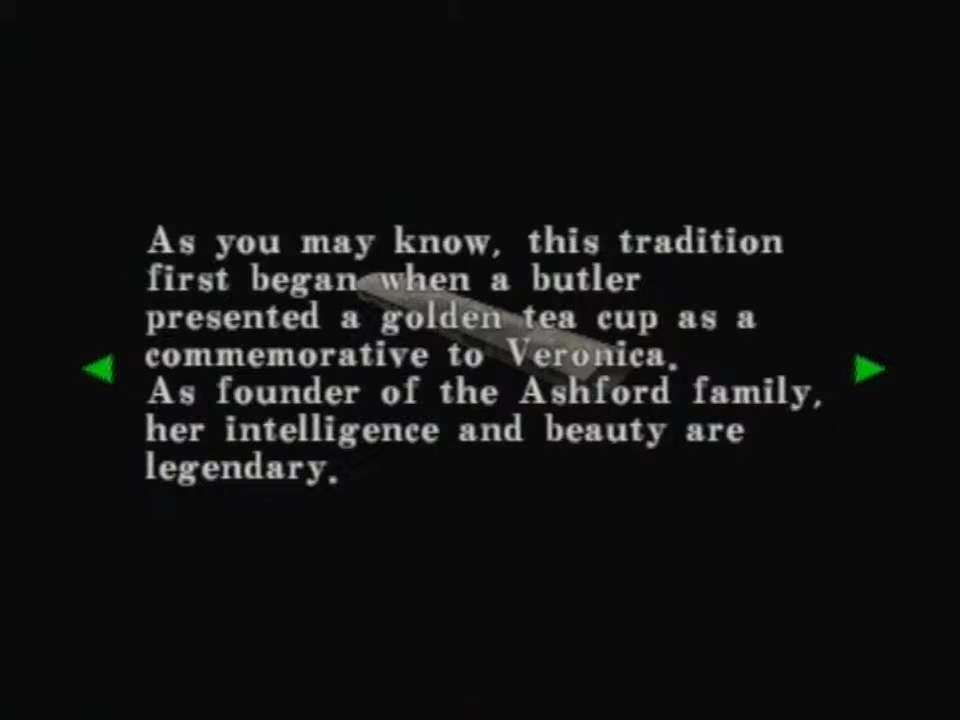 As you may know, this tradition
first began when a butler
presented a golden tea cup as a
commemorative to Veronica.
As founder of the Ashford family,
her intelligence and beauty are
legendary.